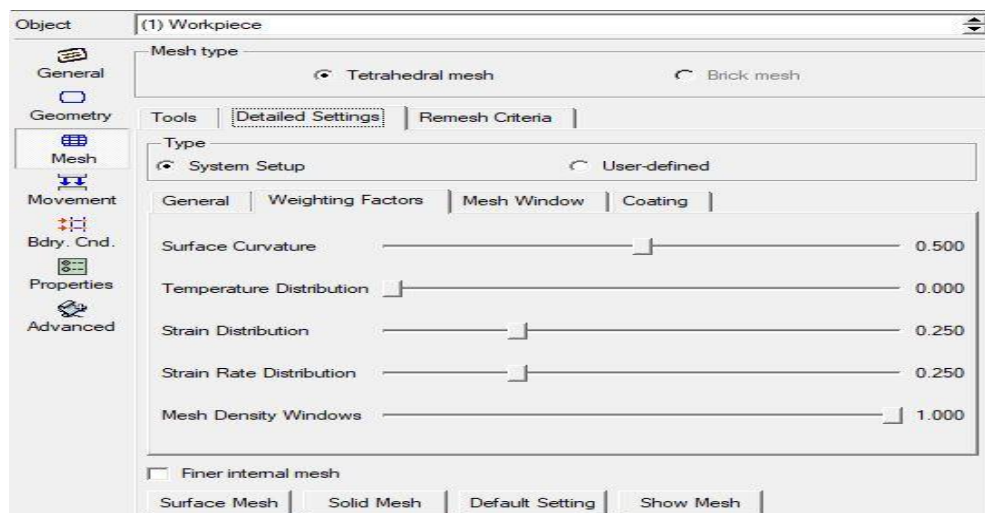 Object (1) Workpiece
General
Geometry
Mesh
Movement
Bdry. Cnd.
Properties
Advanced
Mesh type
Tetrahedral mesh Brick mesh
Tools Detailed Settings Remesh Criteria
Type
System Setup User-defined
General Weighting Factors Mesh Window Coating
Surface Curvature 0.500
Temperature Distribution 0.000
Strain Distribution 0.250
Strain Rate Distribution 0.250
Mesh Density Windows 1.000
Finer internal mesh
Surface Mesh Solid Mesh Default Setting Show Mesh